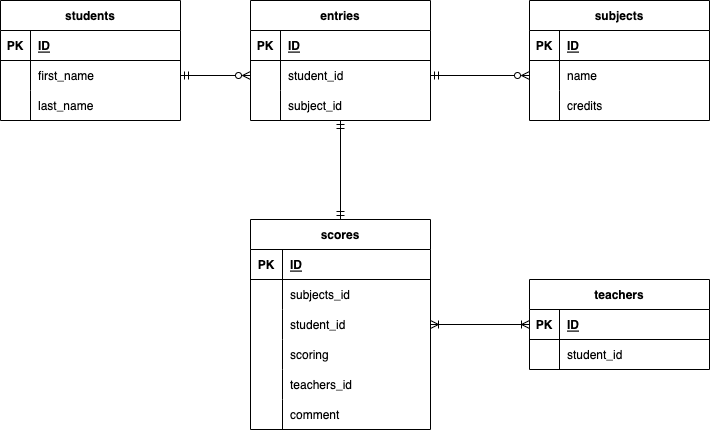 students
PK ID
first_name
last_name
entries
PK ID
student_id
subject_id
subjects
PK ID
name
credits
scores
PK ID
subjects_id
student_id
scoring
teachers_id
comment
teachers
PK ID
student_id